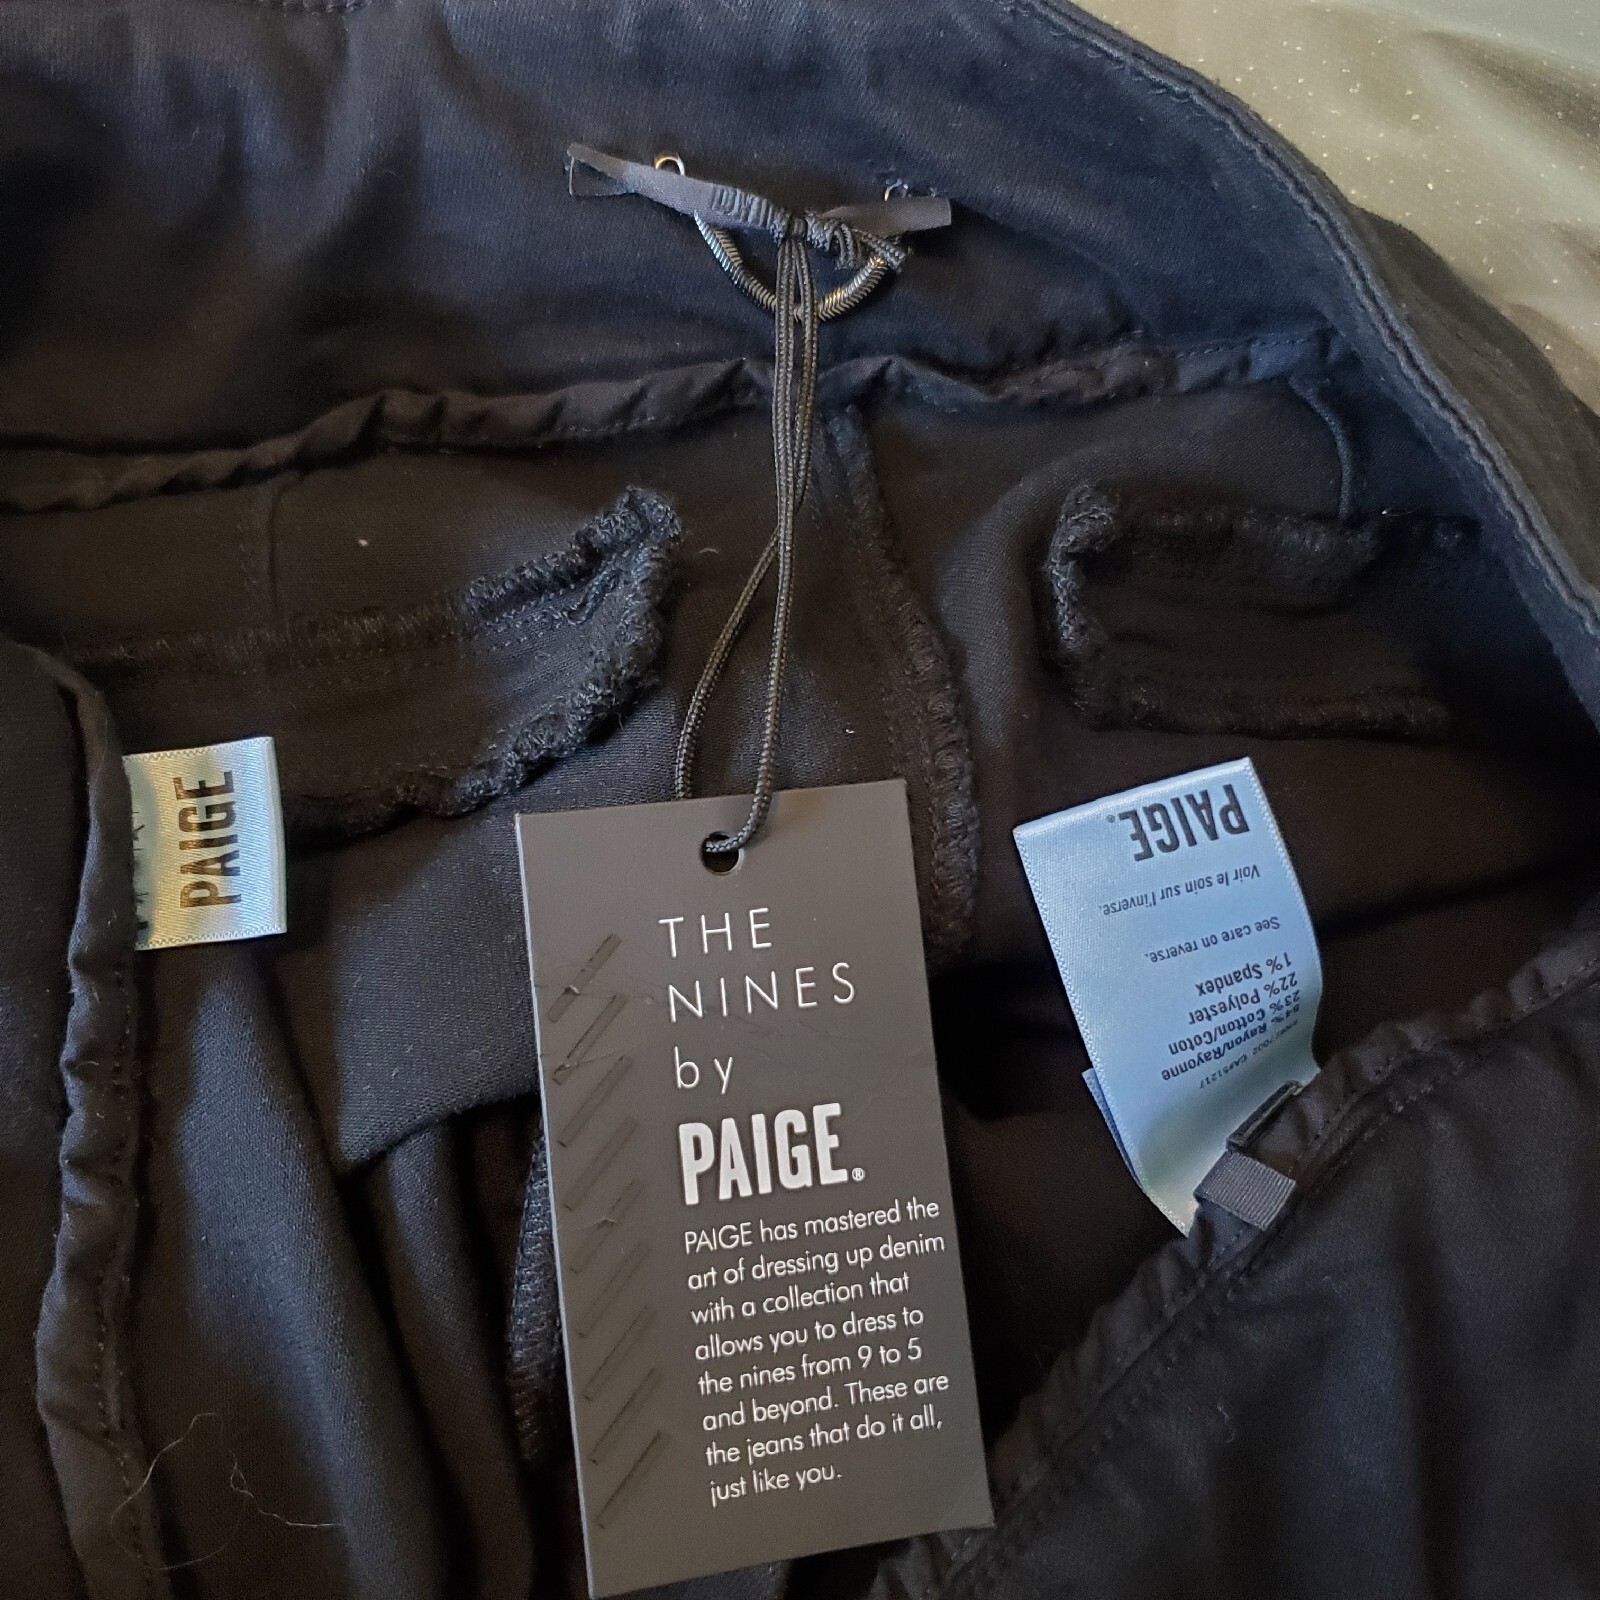 PAIGE
THE
NINES
by
PAIGE®
PAIGE has mastered the
art of dressing up denim
with a collection that
allows you to dress to
the nines from 9 to 5
and beyond. These are
the jeans that do it all,
just like you.
PAIGE®
Voir le soin sur l'inverse.
See care on reverse.
1% Spandex
22% Polyester
23% Cotton/Coton
54% Rayon/Rayonne
CA#51217